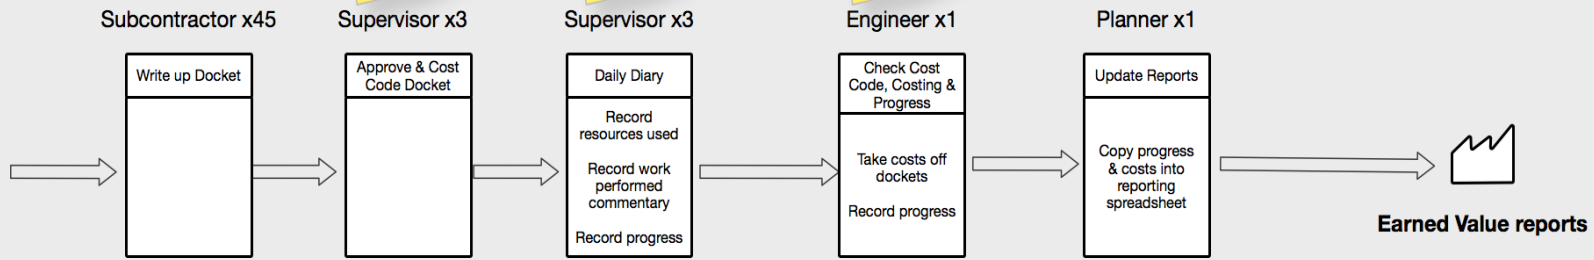 Subcontractor x45
Supervisor x3
Supervisor x3
Engineer x1
Planner x1
Write up Docket
Approve & Cost
Code Docket
Daily Diary
Record
resources used
Record work
performed
commentary
Record progress
Check Cost
Code, Costing &
Progress
Take costs off
dockets
Record progress
Update Reports
Copy progress
& costs into
reporting
spreadsheet
Earned Value reports